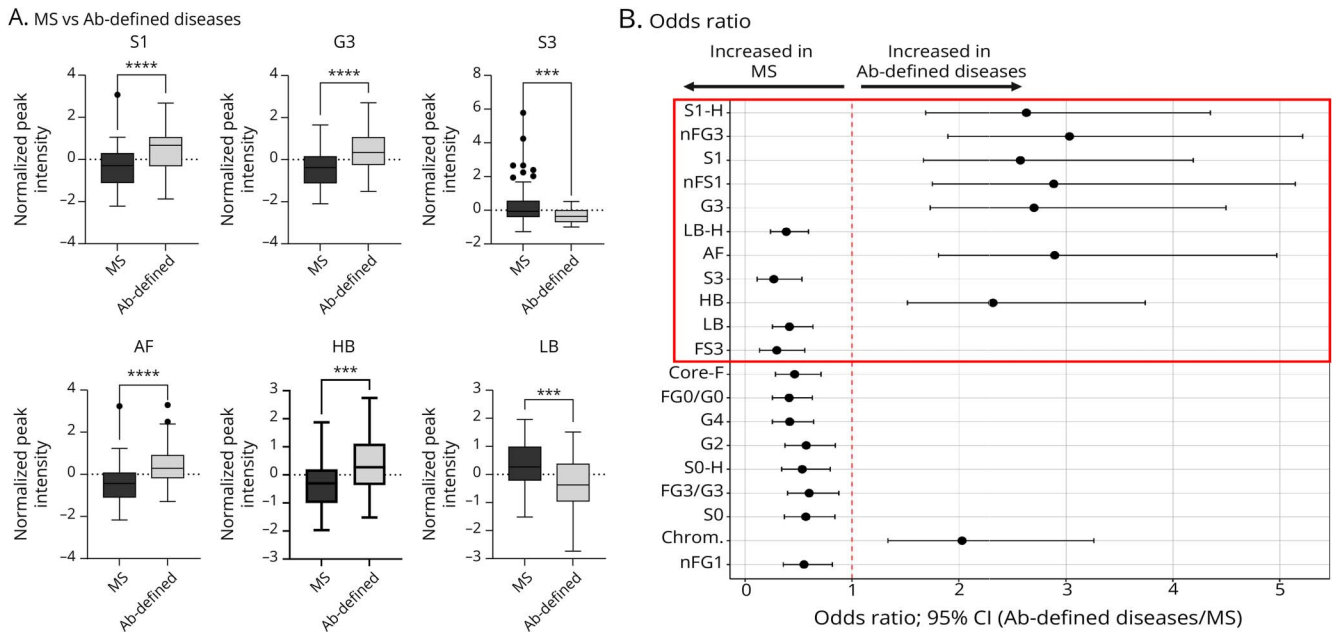 A. MS vs Ab-defined diseases
S1
Normalized peak
intensity
4
2
0
−2
−4
****
MS
Ab-defined
G3
Normalized peak
intensity
4
2
0
−2
−4
****
MS
Ab-defined
S3
Normalized peak
intensity
8
6
4
2
0
−2
***
MS
Ab-defined
AF
Normalized peak
intensity
4
2
0
−2
−4
****
MS
Ab-defined
HB
Normalized peak
intensity
3
2
1
0
−1
−2
−3
***
MS
Ab-defined
LB
Normalized peak
intensity
3
2
1
0
−1
−2
−3
***
MS
Ab-defined
B. Odds ratio
Increased in
MS
Increased in
Ab-defined diseases
S1-H
nFG3
S1
nFS1
G3
LB-H
AF
S3
HB
LB
FS3
Core-F
FG0/G0
G4
G2
S0-H
FG3/G3
S0
Chrom.
nFG1
0 1 2 3 4 5
Odds ratio; 95% CI (Ab-defined diseases/MS)